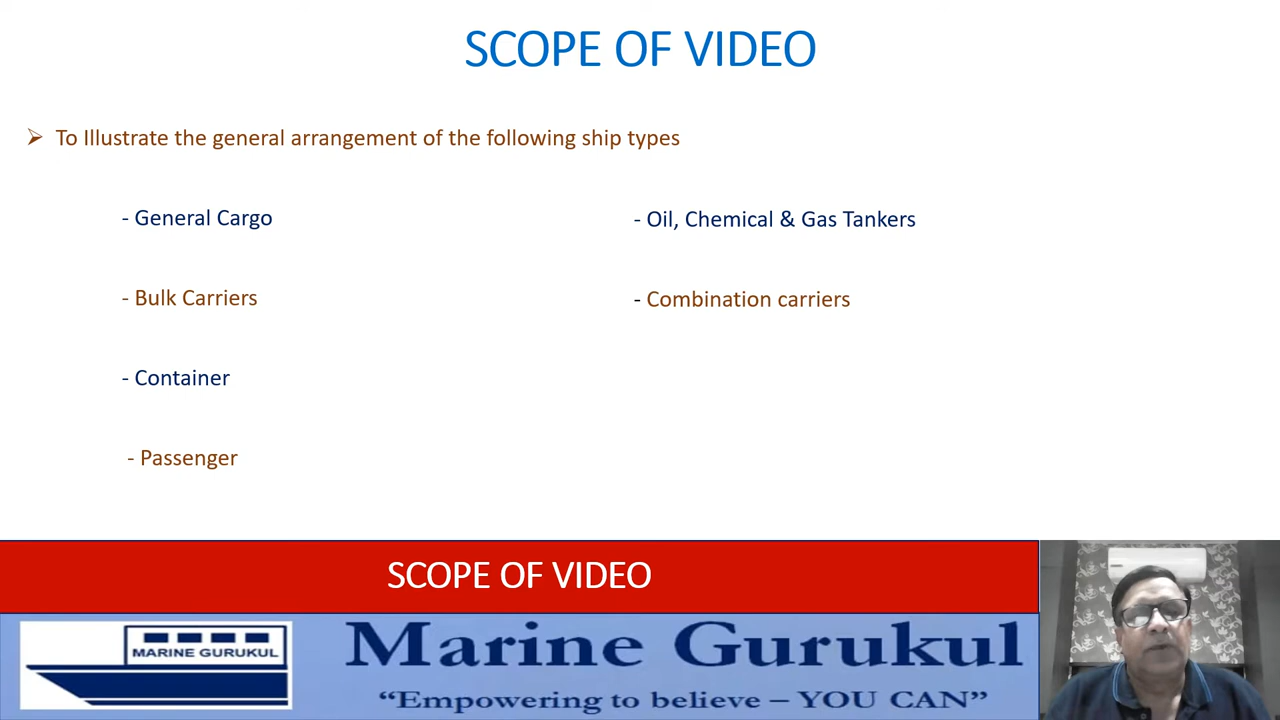 SCOPE OF VIDEO
➢ To Illustrate the general arrangement of the following ship types
- General Cargo
- Oil, Chemical & Gas Tankers
- Bulk Carriers
- Combination carriers
- Container
- Passenger
SCOPE OF VIDEO
MARINE GURUKUL
Marine Gurukul
“Empowering to believe – YOU CAN”